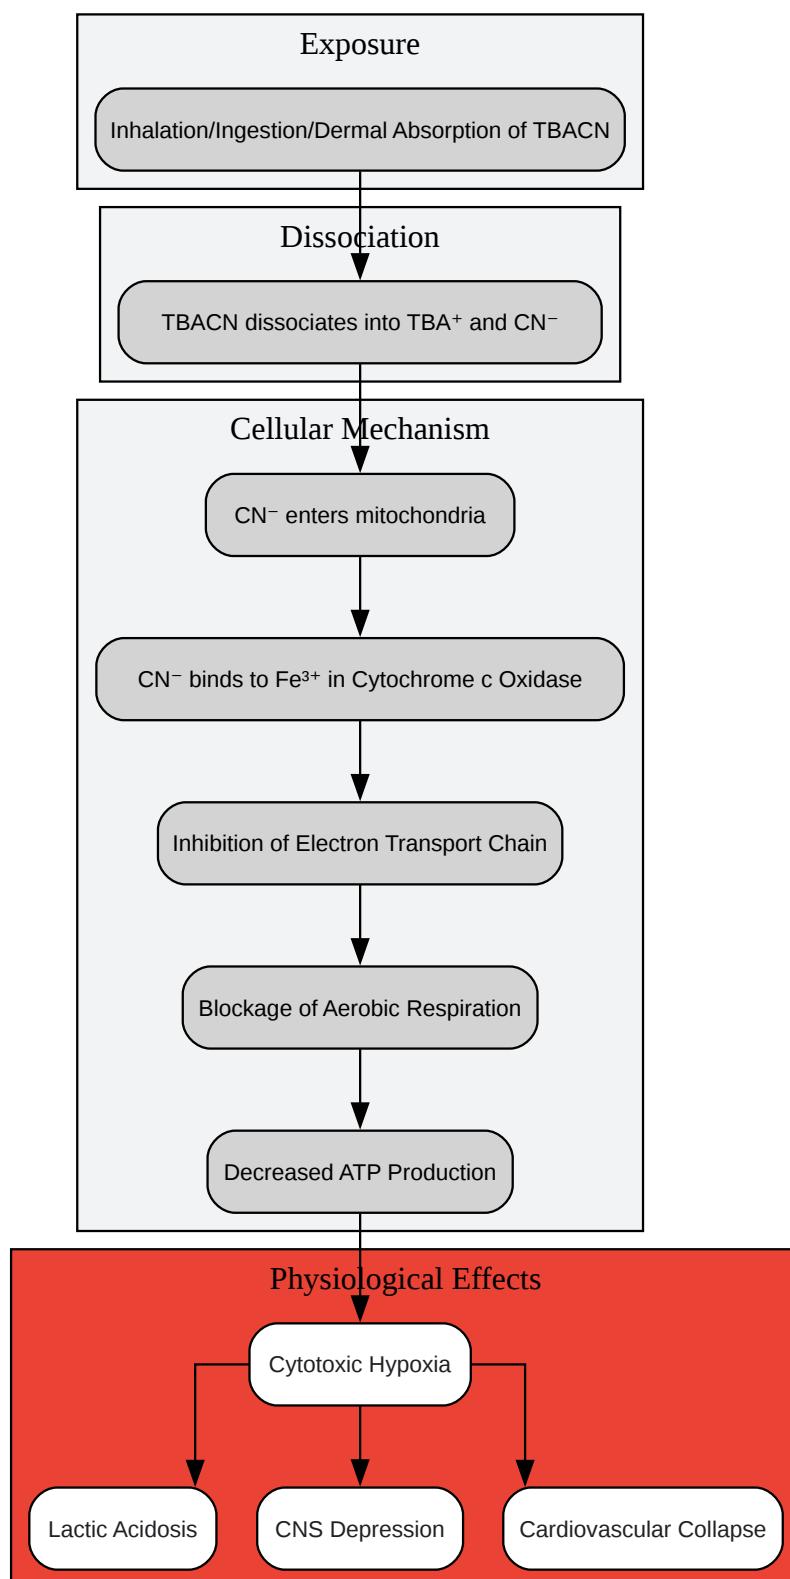 Exposure
Inhalation/Ingestion/Dermal Absorption of TBACN
Dissociation
TBACN dissociates into TBA⁺ and CN⁻
Cellular Mechanism
CN⁻ enters mitochondria
CN⁻ binds to Fe³⁺ in Cytochrome c Oxidase
Inhibition of Electron Transport Chain
Blockage of Aerobic Respiration
Decreased ATP Production
Physiological Effects
Cytotoxic Hypoxia
Lactic Acidosis
CNS Depression
Cardiovascular Collapse